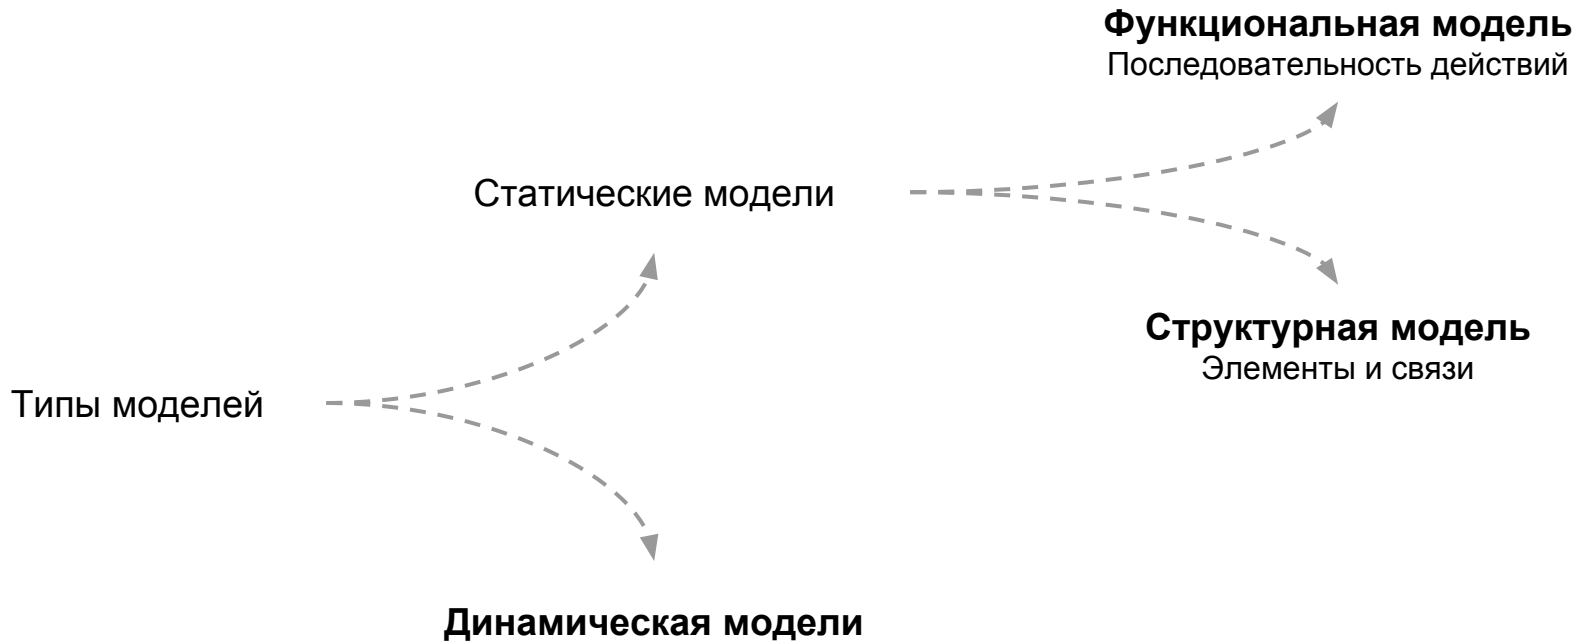 Функциональная модель
Последовательность действий
Статические модели
Структурная модель
Элементы и связи
Типы моделей
Динамическая модели